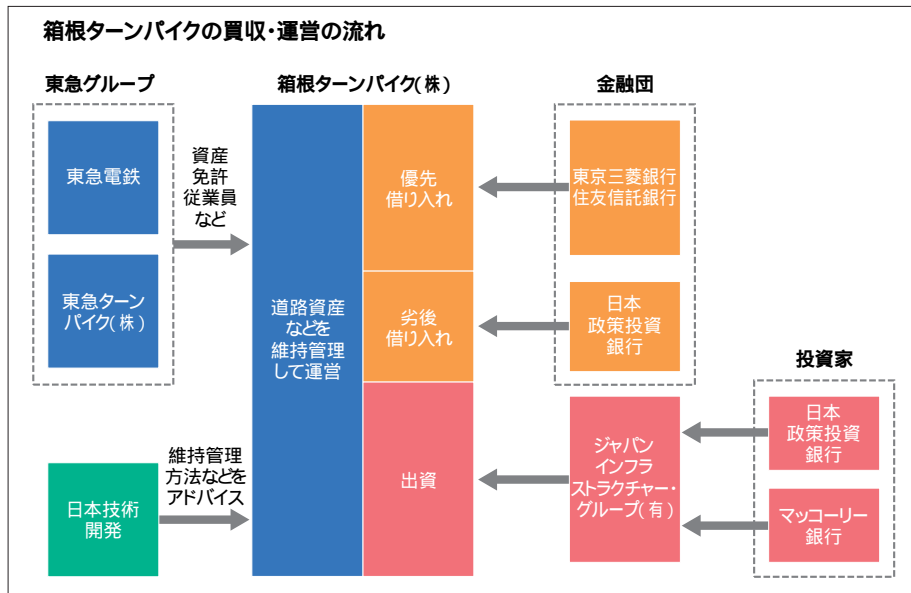 箱根ターンパイクの買収・運営の流れ
東急グループ
東急電鉄
東急ターン
パイク(株)
資産
免許
従業員
など
日本技術
開発
維持管理
方法などを
アドバイス
箱根ターンパイク(株)
道路資産
などを
維持管理
して運営
優先
借り入れ
劣後
借り入れ
出資
金融団
東京三菱銀行
住友信託銀行
日本
政策投資
銀行
ジャパン
インフラ
ストラクチャー・
グループ(有)
投資家
日本
政策投資
銀行
マッコーリー
銀行